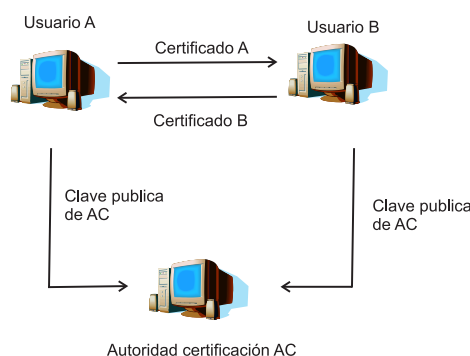 Usuario A
Usuario B
Certificado A
Certificado B
Clave publica
de AC
Clave publica
de AC
Autoridad certificación AC